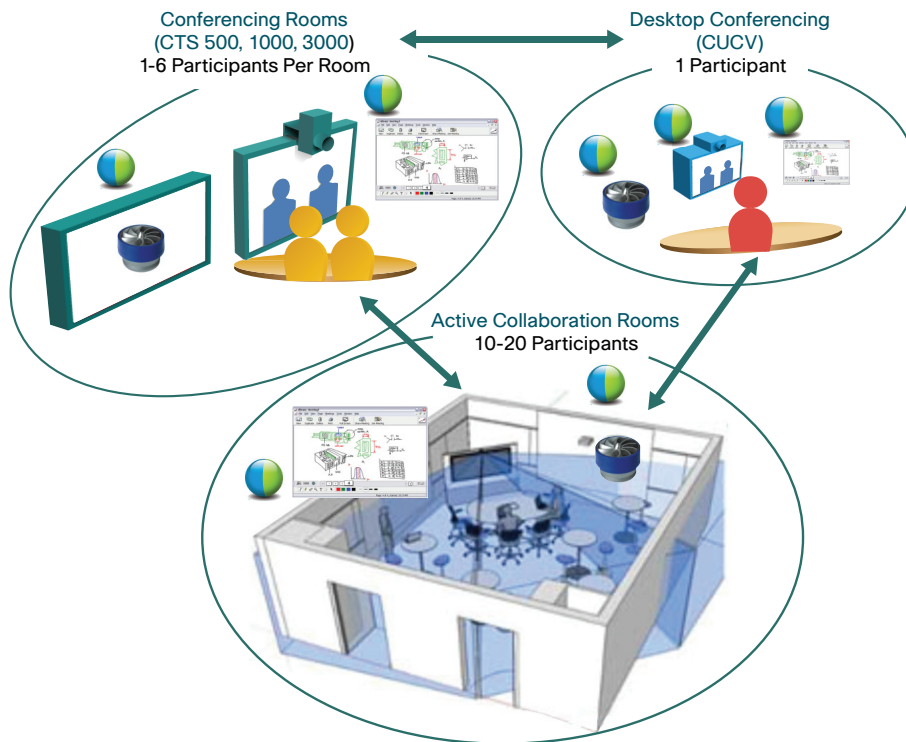 Conferencing Rooms
(CTS 500, 1000, 3000)
1-6 Participants Per Room
Desktop Conferencing
(CUCV)
1 Participant
Active Collaboration Rooms
10-20 Participants